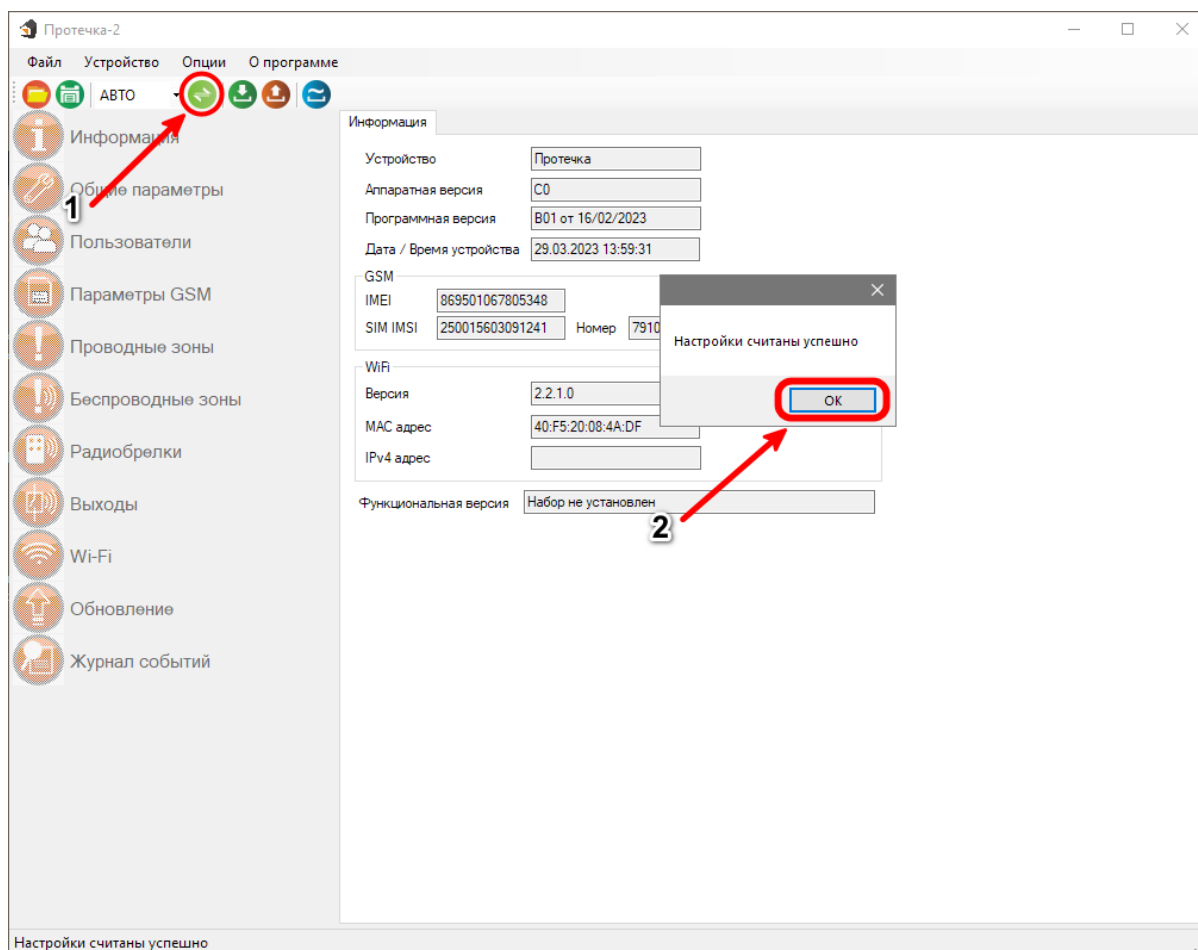 Протечка-2
Файл Устройство Опции О программе
АВТО
1
Информация
Общие параметры
Пользователи
Параметры GSM
Проводные зоны
Беспроводные зоны
Радиобрелки
Выходы
Wi-Fi
Обновление
Журнал событий
Информация
Устройство Протечка
Аппаратная версия C0
Программная версия B01 от 16/02/2023
Дата / Время устройства 29.03.2023 13:59:31
GSM
IMEI 869501067805348
SIM IMSI 250015603091241 Номер 7910
WiFi
Версия 2.2.1.0
MAC адрес 40:F5:20:08:4A:DF
IPv4 адрес
Функциональная версия Набор не установлен
Настройки считаны успешно
OK
2
Настройки считаны успешно